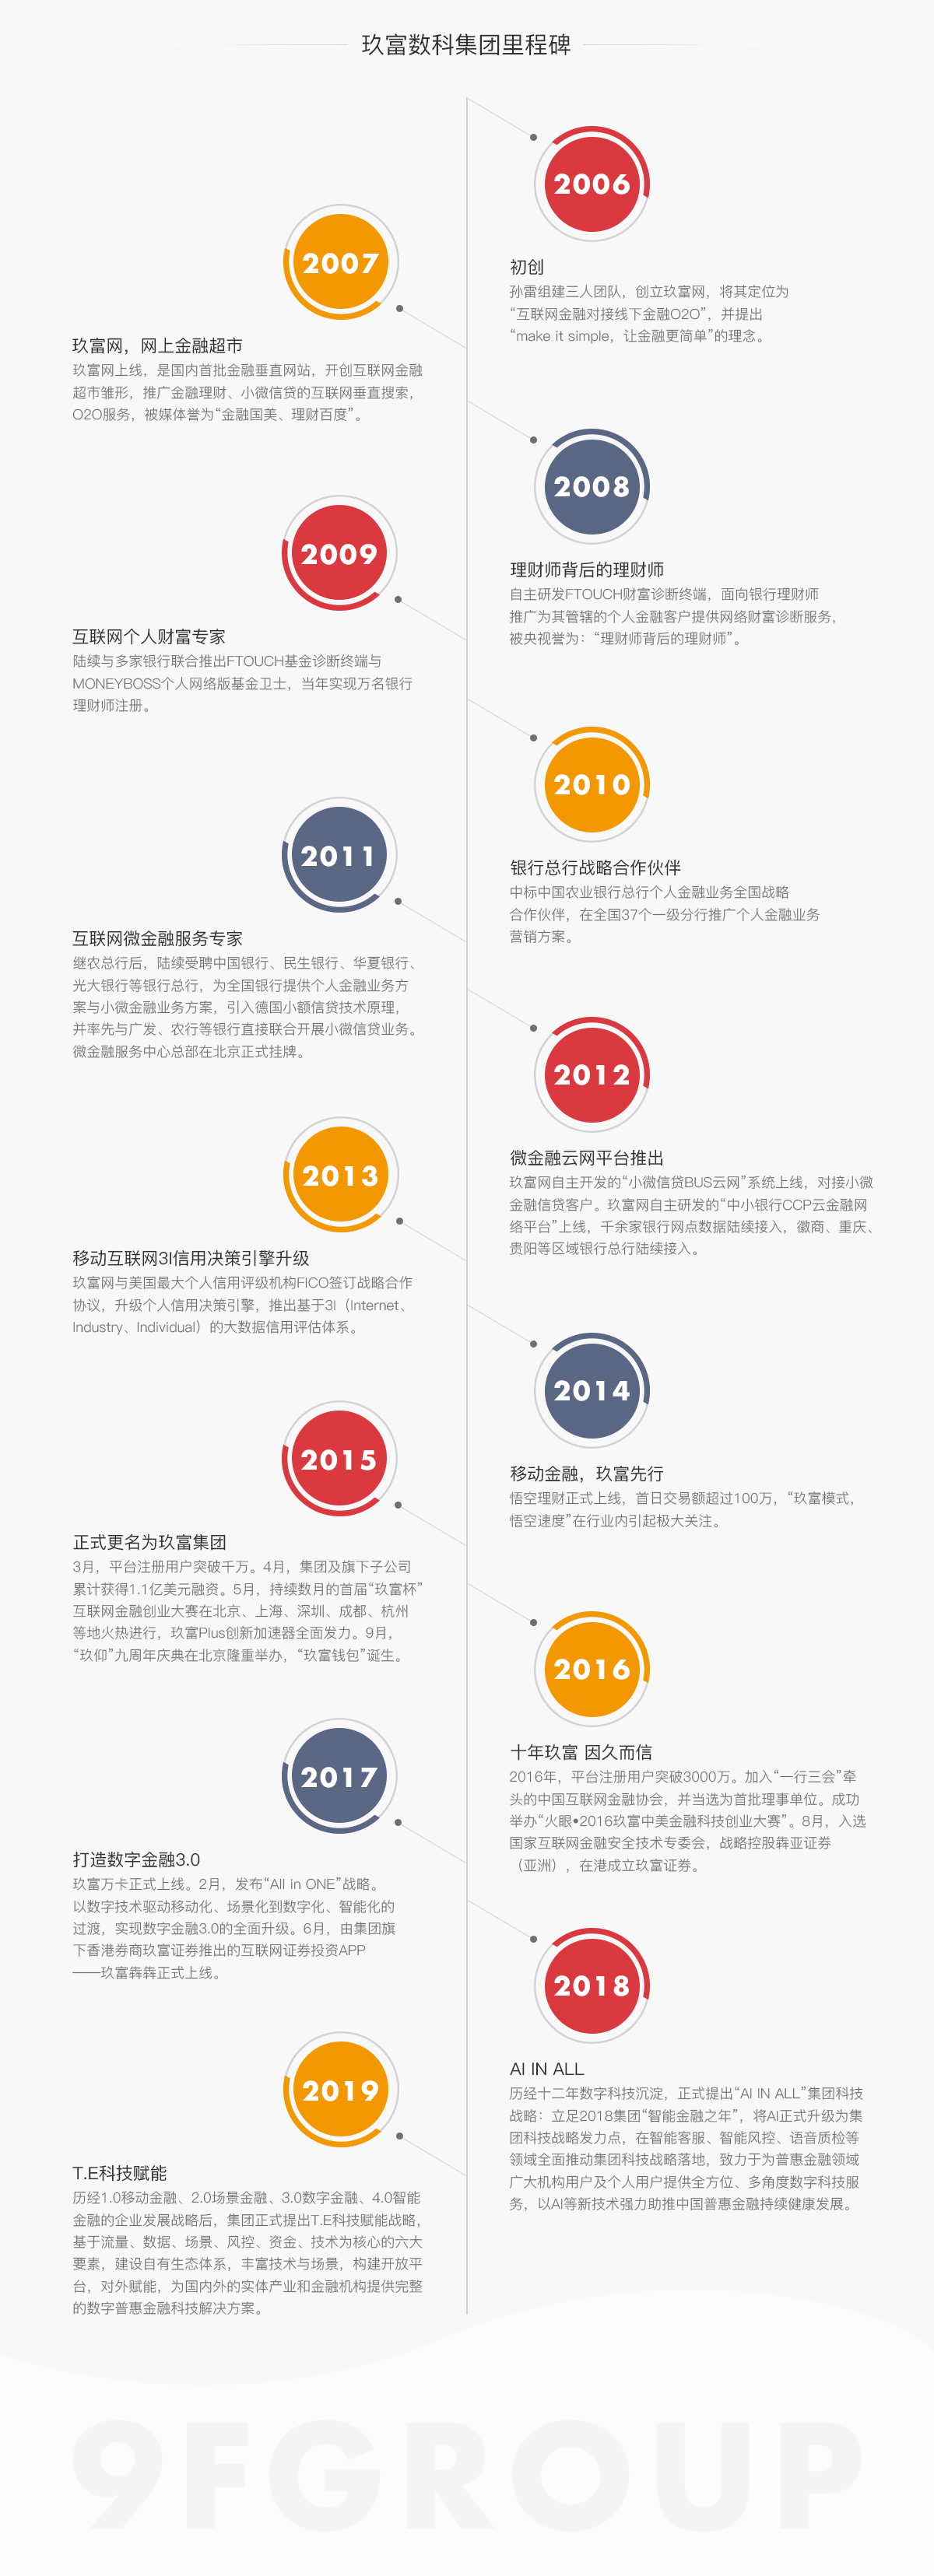 玖富数科集团里程碑
2006
初创
孙雷组建三人团队，创立玖富网，将其定位为
“互联网金融对接线下金融O2O”，并提出
“make it simple，让金融更简单”的理念。
2007
玖富网，网上金融超市
玖富网上线，是国内首批金融垂直网站，开创互联网金融
超市雏形，推广金融理财、小微信贷的互联网垂直搜索，
O2O服务，被媒体誉为“金融国美、理财百度”。
2008
理财师背后的理财师
自主研发FTOUCH财富诊断终端，面向银行理财师
推广为其管辖的个人金融客户提供网络财富诊断服务，
被央视誉为：“理财师背后的理财师”。
2009
互联网个人财富专家
陆续与多家银行联合推出FTOUCH基金诊断终端与
MONEYBOSS个人网络版基金卫士，当年实现万名银行
理财师注册。
2010
银行总行战略合作伙伴
中标中国农业银行总行个人金融业务全国战略
合作伙伴，在全国37个一级分行推广个人金融业务
营销方案。
2011
互联网微金融服务专家
继农总行后，陆续受聘中国银行、民生银行、华夏银行、
光大银行等银行总行，为全国银行提供个人金融业务方
案与小微金融业务方案，引入德国小额信贷技术原理，
并率先与广发、农行等银行直接联合开展小微信贷业务。
微金融服务中心总部在北京正式挂牌。
2012
微金融云网平台推出
玖富网自主开发的“小微信贷BUS云网”系统上线，对接小微
金融信贷客户。玖富网自主研发的“中小银行CCP云金融网
络平台”上线，千余家银行网点数据陆续接入，徽商、重庆、
贵阳等区域银行总行陆续接入。
2013
移动互联网3I信用决策引擎升级
玖富网与美国最大个人信用评级机构FICO签订战略合作
协议，升级个人信用决策引擎，推出基于3I（Internet、
Industry、Individual）的大数据信用评估体系。
2014
移动金融，玖富先行
悟空理财正式上线，首日交易额超过100万，“玖富模式，
悟空速度”在行业内引起极大关注。
2015
正式更名为玖富集团
3月，平台注册用户突破千万。4月，集团及旗下子公司
累计获得1.1亿美元融资。5月，持续数月的首届“玖富杯”
互联网金融创业大赛在北京、上海、深圳、成都、杭州
等地火热进行，玖富Plus创新加速器全面发力。9月，
“玖仰”九周年庆典在北京隆重举办，“玖富钱包”诞生。
2016
十年玖富 因久而信
2016年，平台注册用户突破3000万。加入“一行三会”牵
头的中国互联网金融协会，并当选为首批理事单位。成功
举办“火眼•2016玖富中美金融科技创业大赛”。8月，入选
国家互联网金融安全技术专委会，战略控股犇亚证券
（亚洲），在港成立玖富证券。
2017
打造数字金融3.0
玖富万卡正式上线。2月，发布“All in ONE”战略。
以数字技术驱动移动化、场景化到数字化、智能化的
过渡，实现数字金融3.0的全面升级。6月，由集团旗
下香港券商玖富证券推出的互联网证券投资APP
——玖富犇犇正式上线。
2018
AI IN ALL
历经十二年数字科技沉淀，正式提出“AI IN ALL”集团科技
战略：立足2018集团“智能金融之年”，将AI正式升级为集
团科技战略发力点，在智能客服、智能风控、语音质检等
领域全面推动集团科技战略落地，致力于为普惠金融领域
广大机构用户及个人用户提供全方位、多角度数字科技服
务，以AI等新技术强力助推中国普惠金融持续健康发展。
2019
T.E科技赋能
历经1.0移动金融、2.0场景金融、3.0数字金融、4.0智能
金融的企业发展战略后，集团正式提出T.E科技赋能战略，
基于流量、数据、场景、风控、资金、技术为核心的六大
要素，建设自有生态体系，丰富技术与场景，构建开放平
台，对外赋能，为国内外的实体产业和金融机构提供完整
的数字普惠金融科技解决方案。
9FGROUP